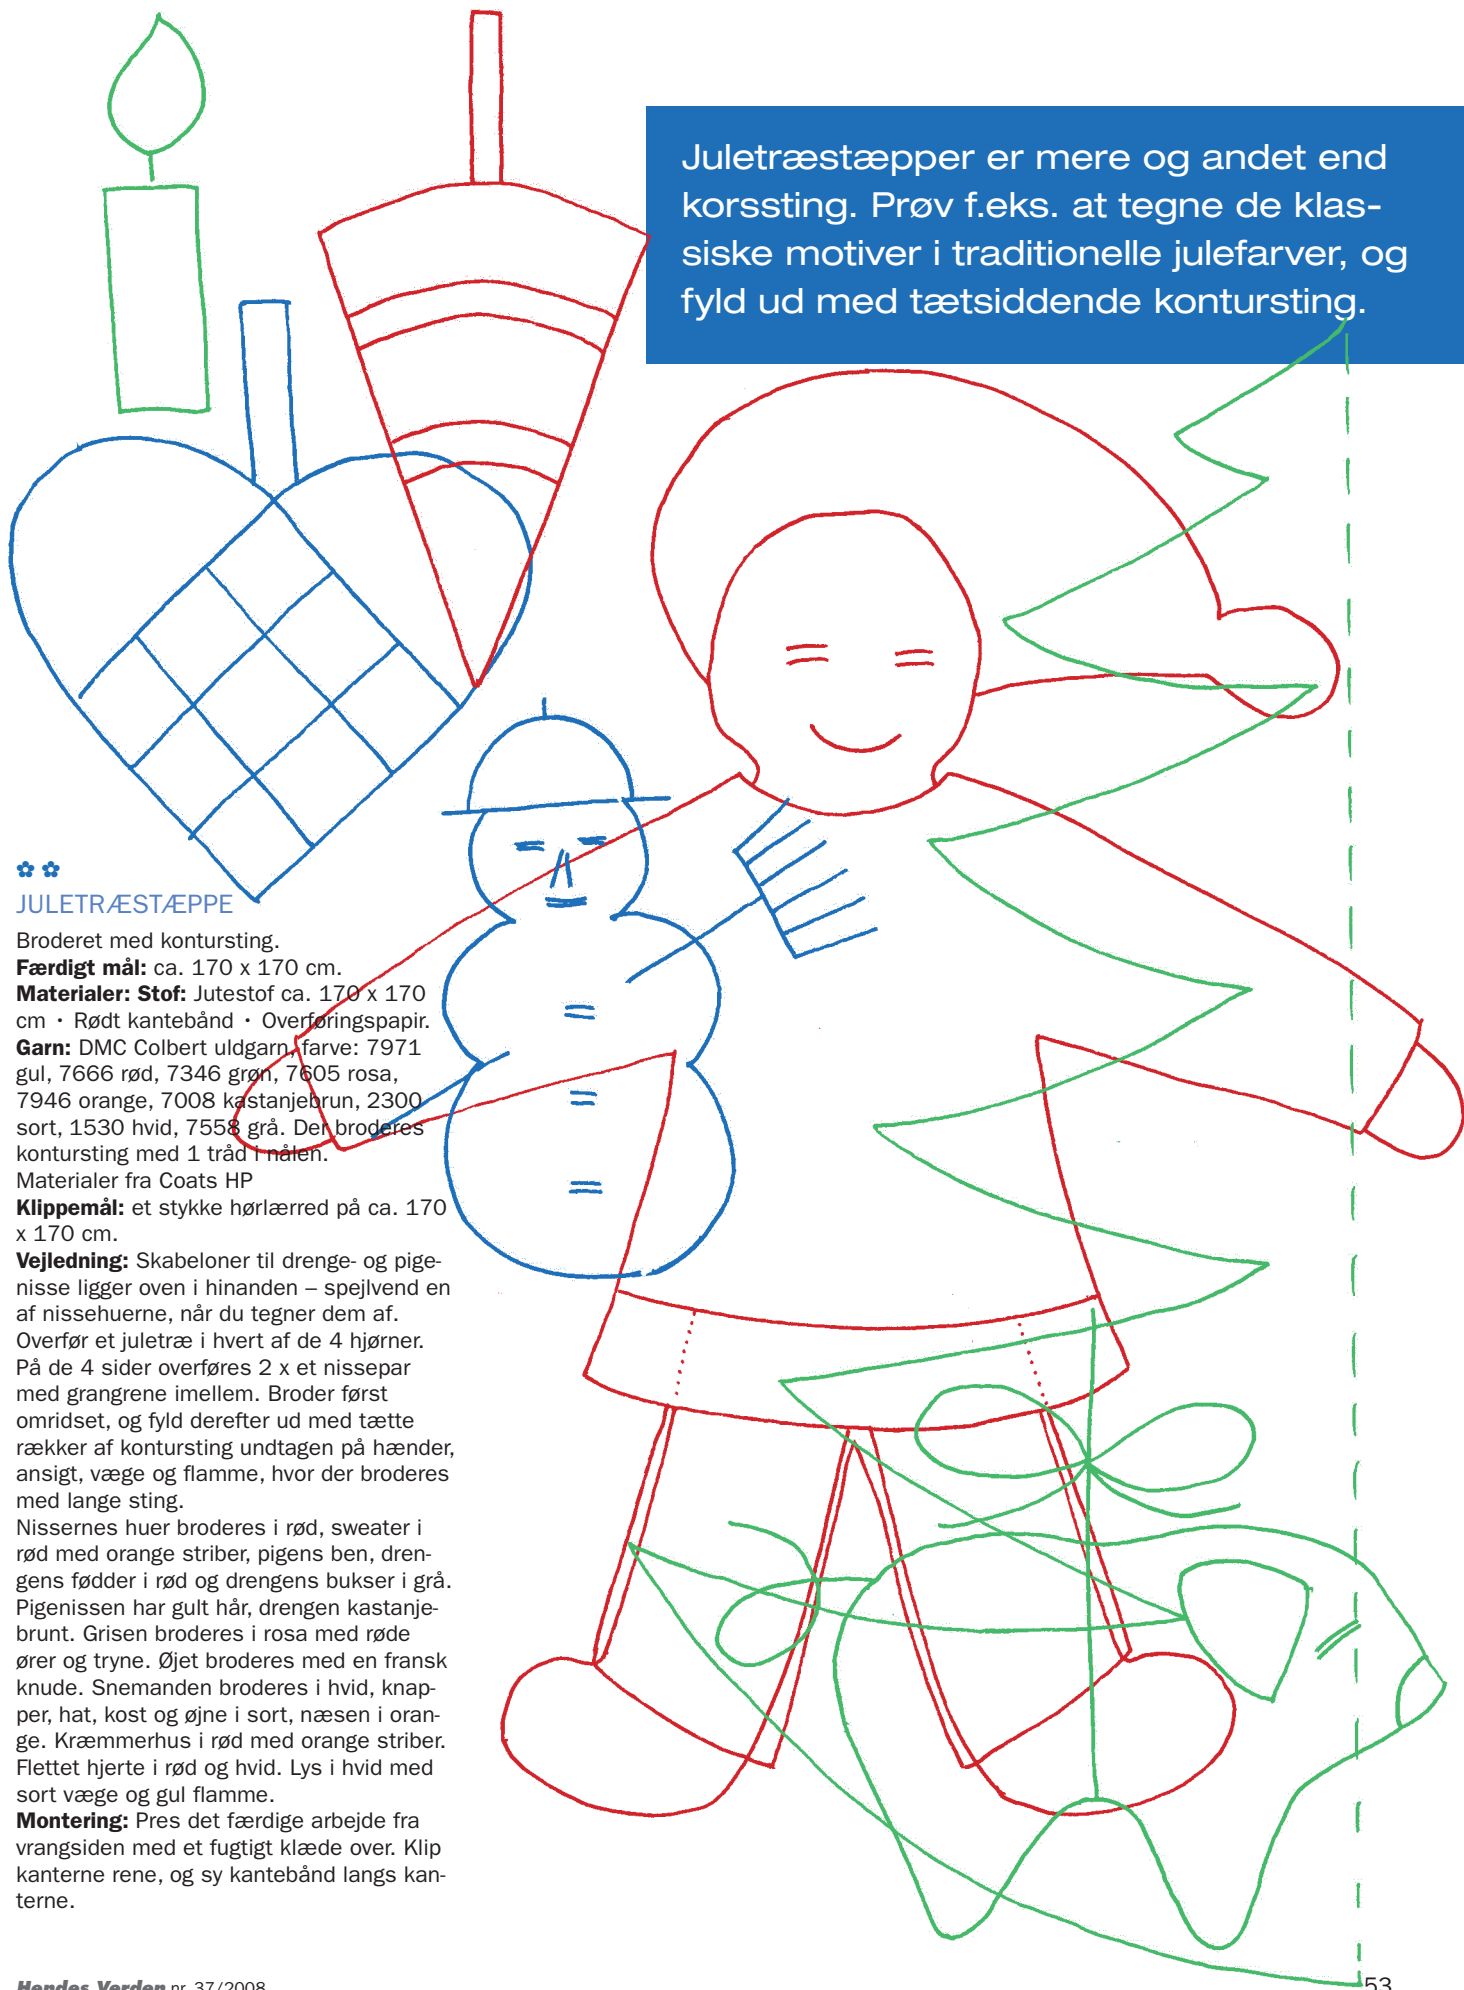 Juletræstæpper er mere og andet end
korssting. Prøv f.eks. at tegne de klas-
siske motiver i traditionelle julefarver, og
fyld ud med tætsiddende kontursting.
JULETRÆSTÆPPE
Broderet med kontursting.
Færdigt mål: ca. 170 x 170 cm.
Materialer: Stof: Jutestof ca. 170 x 170
cm • Rødt kantebånd • Overføringspapir.
Garn: DMC Colbert uldgarn, farve: 7971
gul, 7666 rød, 7346 grøn, 7605 rosa,
7946 orange, 7008 kastanjebrun, 2300
sort, 1530 hvid, 7558 grå. Der broderes
kontursting med 1 tråd i nålen.
Materialer fra Coats HP
Klippemål: et stykke hørlærred på ca. 170
x 170 cm.
Vejledning: Skabeloner til drenge- og pige-
nisse ligger oven i hinanden – spejlvend en
af nissehuerne, når du tegner dem af.
Overfør et juletræ i hvert af de 4 hjørner.
På de 4 sider overføres 2 x et nissepar
med grangrene imellem. Broder først
omridset, og fyld derefter ud med tætte
rækker af kontursting undtagen på hænder,
ansigt, væge og flamme, hvor der broderes
med lange sting.
Nissernes huer broderes i rød, sweater i
rød med orange striber, pigens ben, dren-
gens fødder i rød og drengens bukser i grå.
Pigenissen har gult hår, drengen kastanje-
brunt. Grisen broderes i rosa med røde
ører og tryne. Øjet broderes med en fransk
knude. Snemanden broderes i hvid, knap-
per, hat, kost og øjne i sort, næsen i oran-
ge. Kræmmerhus i rød med orange striber.
Flettet hjerte i rød og hvid. Lys i hvid med
sort væge og gul flamme.
Montering: Pres det færdige arbejde fra
vrangsiden med et fugtigt klæde over. Klip
kanterne rene, og sy kantebånd langs kan-
terne.
Hendes Verden nr. 37/2008
53